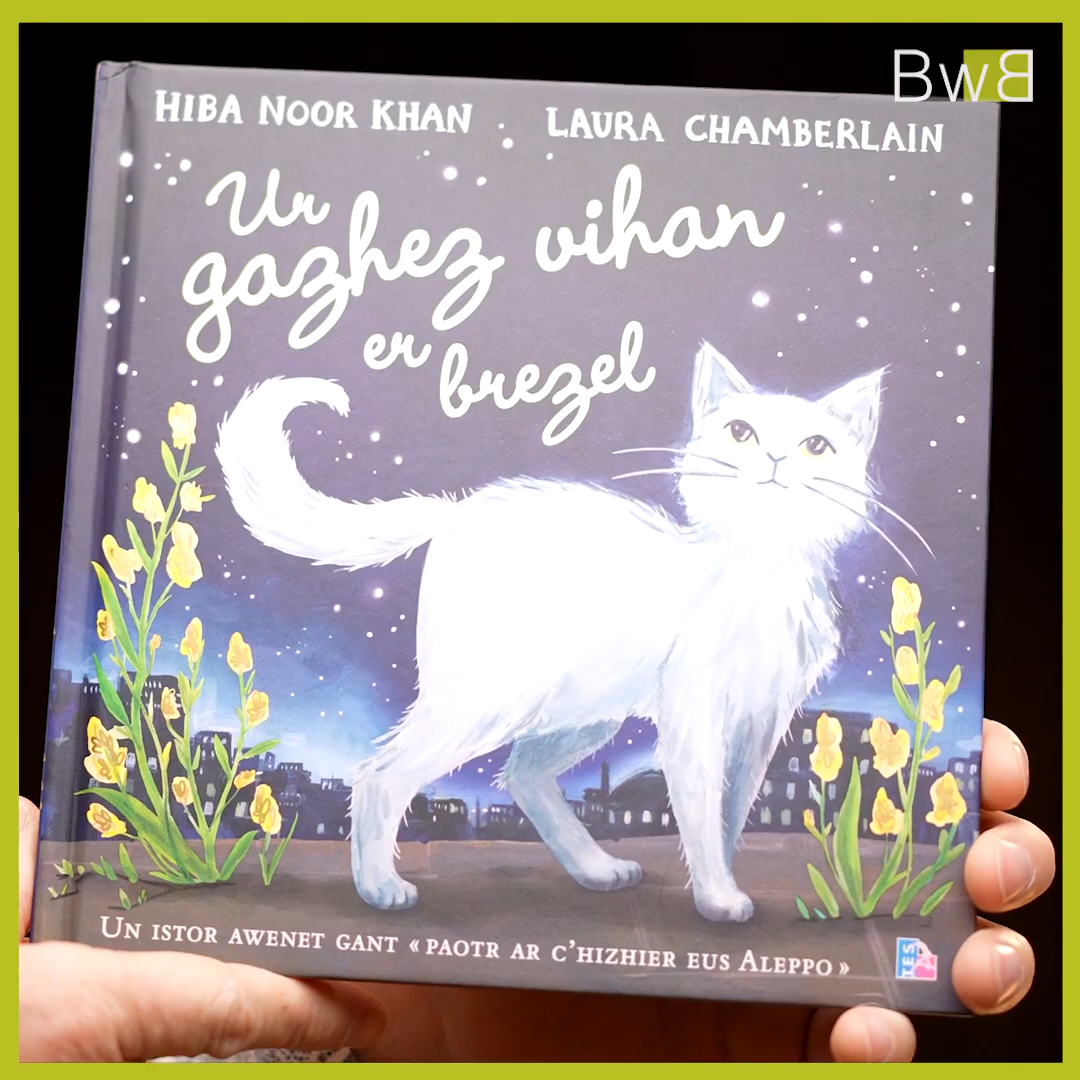 BwB
HIBA NOOR KHAN LAURA CHAMBERLAIN
Ur
gazhez vihan
er brezel
UN ISTOR AWENET GANT « PAOTR AR C'HIZHIER EUS ALEPPO »
TES